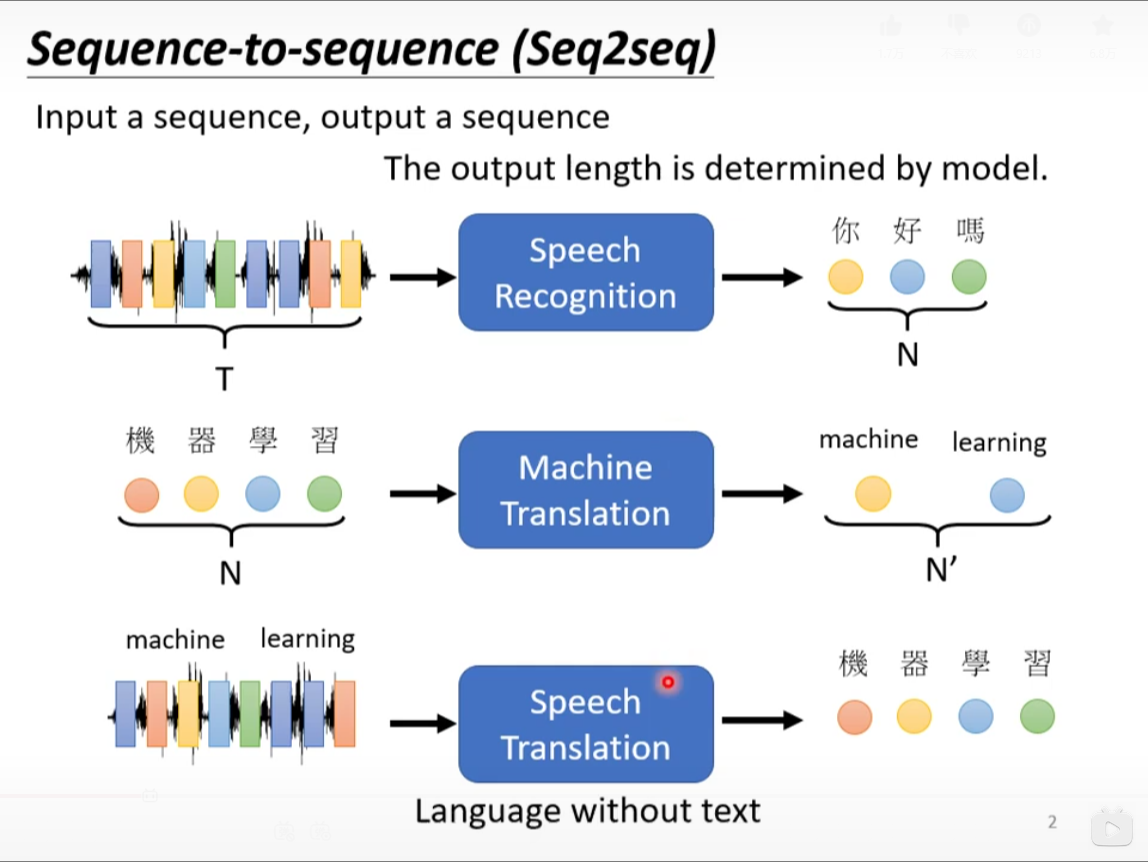 Sequence-to-sequence (Seq2seq)
Input a sequence, output a sequence
The output length is determined by model.
Speech
Recognition
你 好 嗎
T
N
機 器 學 習
Machine
Translation
machine learning
N
N’
machine learning
Speech
Translation
機 器 學 習
Language without text
2